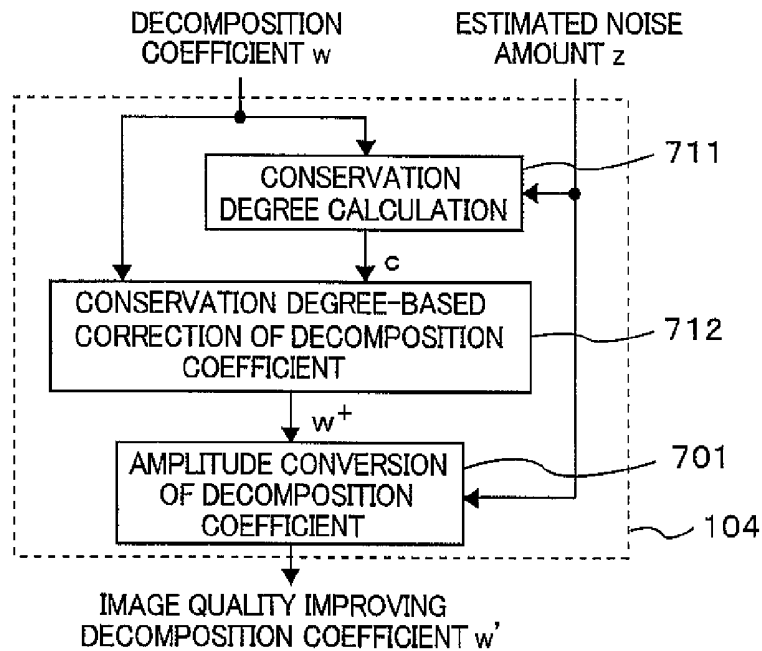 DECOMPOSITION
COEFFICIENT w
ESTIMATED NOISE
AMOUNT z
711
CONSERVATION
DEGREE CALCULATION
c
CONSERVATION DEGREE-BASED
CORRECTION OF DECOMPOSITION
COEFFICIENT
712
w+
701
AMPLITUDE CONVERSION
OF DECOMPOSITION
COEFFICIENT
104
IMAGE QUALITY IMPROVING
DECOMPOSITION COEFFICIENT w'